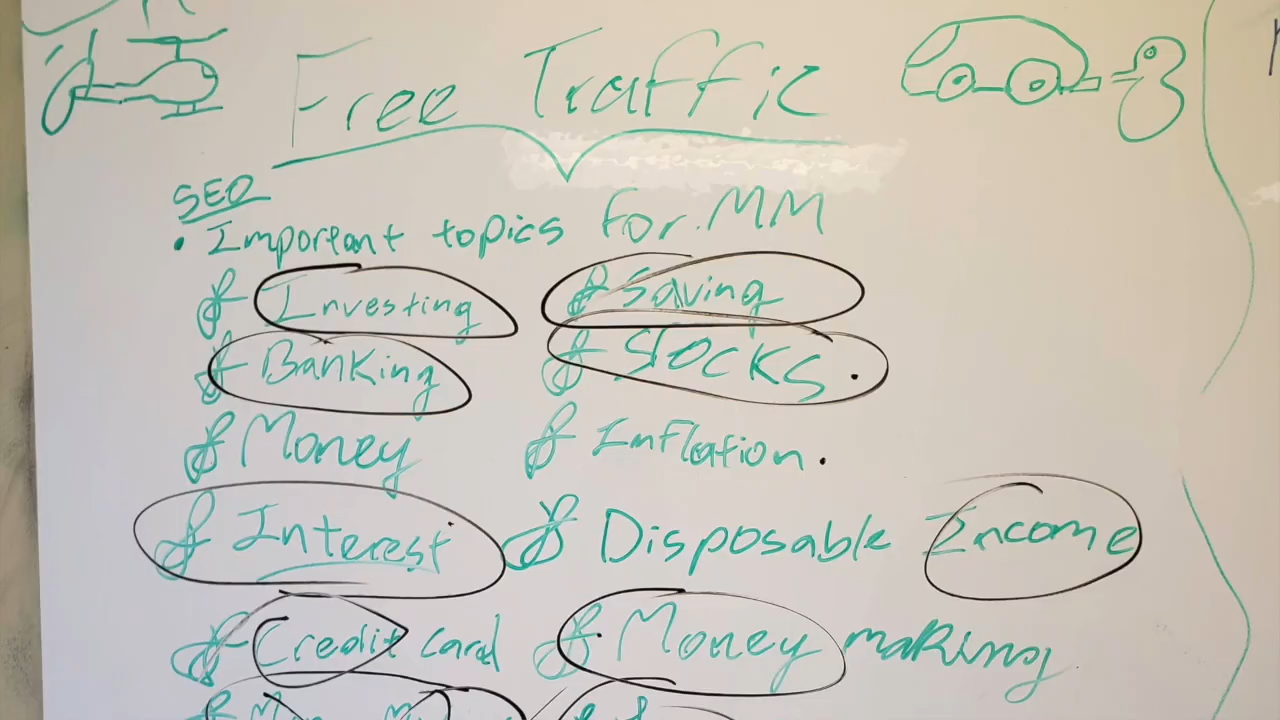 Free Traffic
SEO
• Important topics for MM
Investing Saving
Banking Stocks.
Money Inflation.
Interest Disposable Income
Credit card Money making